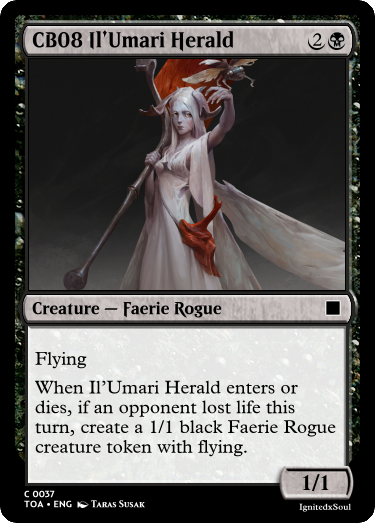 CB08 Il'Umari Herald 2
Creature — Faerie Rogue
Flying
When Il'Umari Herald enters or
dies, if an opponent lost life this
turn, create a 1/1 black Faerie Rogue
creature token with flying.
1/1
C 0037
TOA • ENG Taras Susak
IgnitedxSoul